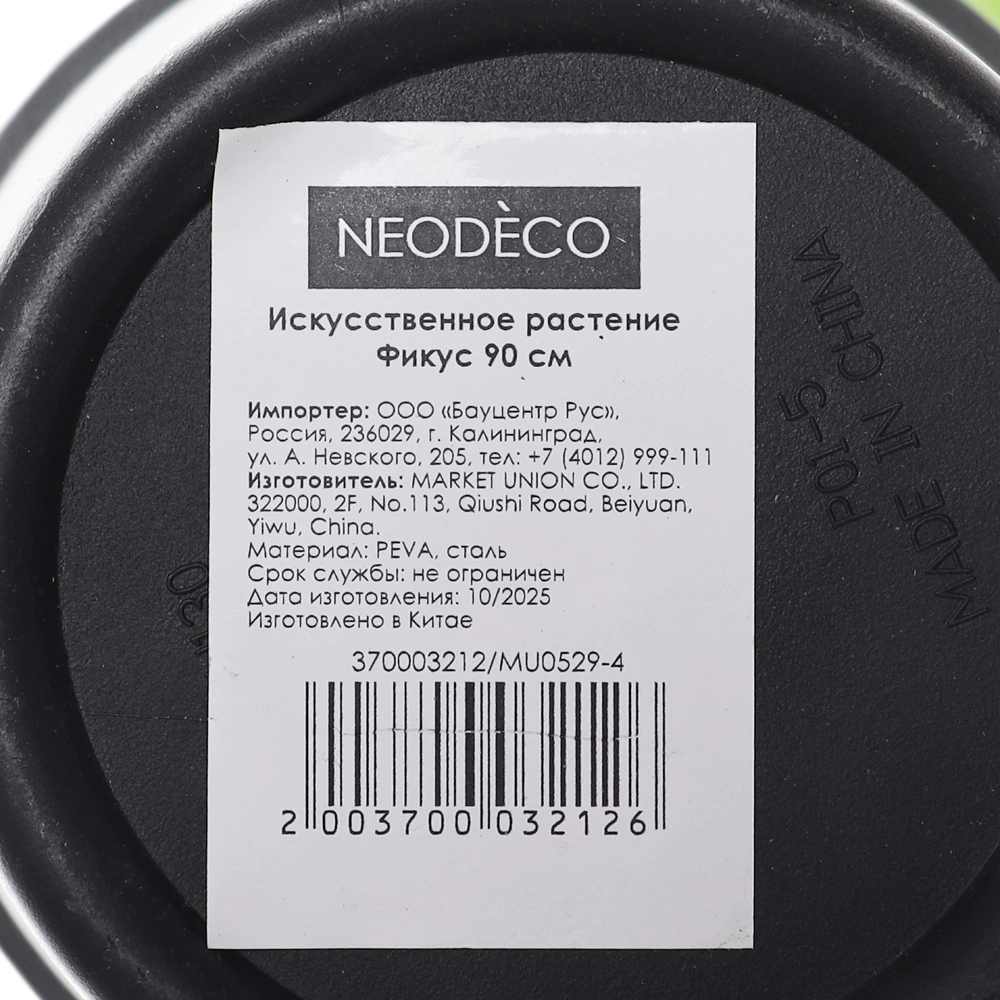 NEODÈCO
Искусственное растение
Фикус 90 см
Импортер: ООО «Бауцентр Рус»,
Россия, 236029, г. Калининград,
ул. А. Невского, 205, тел: +7 (4012) 999-111
Изготовитель: MARKET UNION CO., LTD.
322000, 2F, No.113, Qiushi Road, Beiyuan,
Yiwu, China.
Материал: PEVA, сталь
Срок службы: не ограничен
Дата изготовления: 10/2025
Изготовлено в Китае
370003212/MU0529-4
2 003700 032126
P01-5
MADE IN CHINA